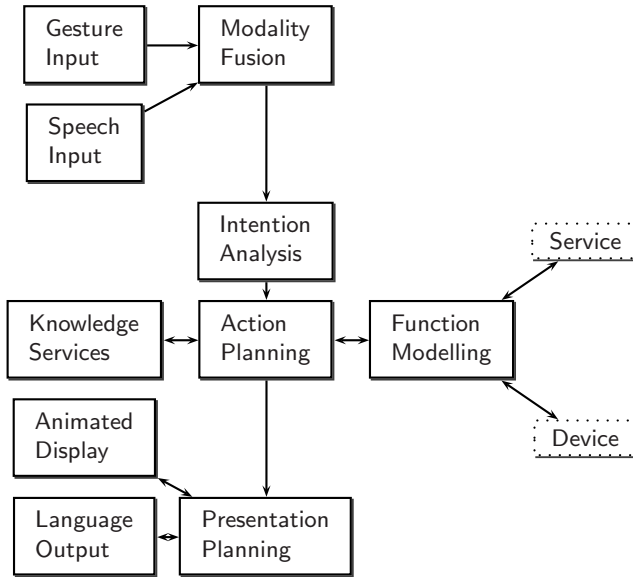 Gesture
Input
Modality
Fusion
Speech
Input
Intention
Analysis
Service
Knowledge
Services
Action
Planning
Function
Modelling
Animated
Display
Device
Language
Output
Presentation
Planning